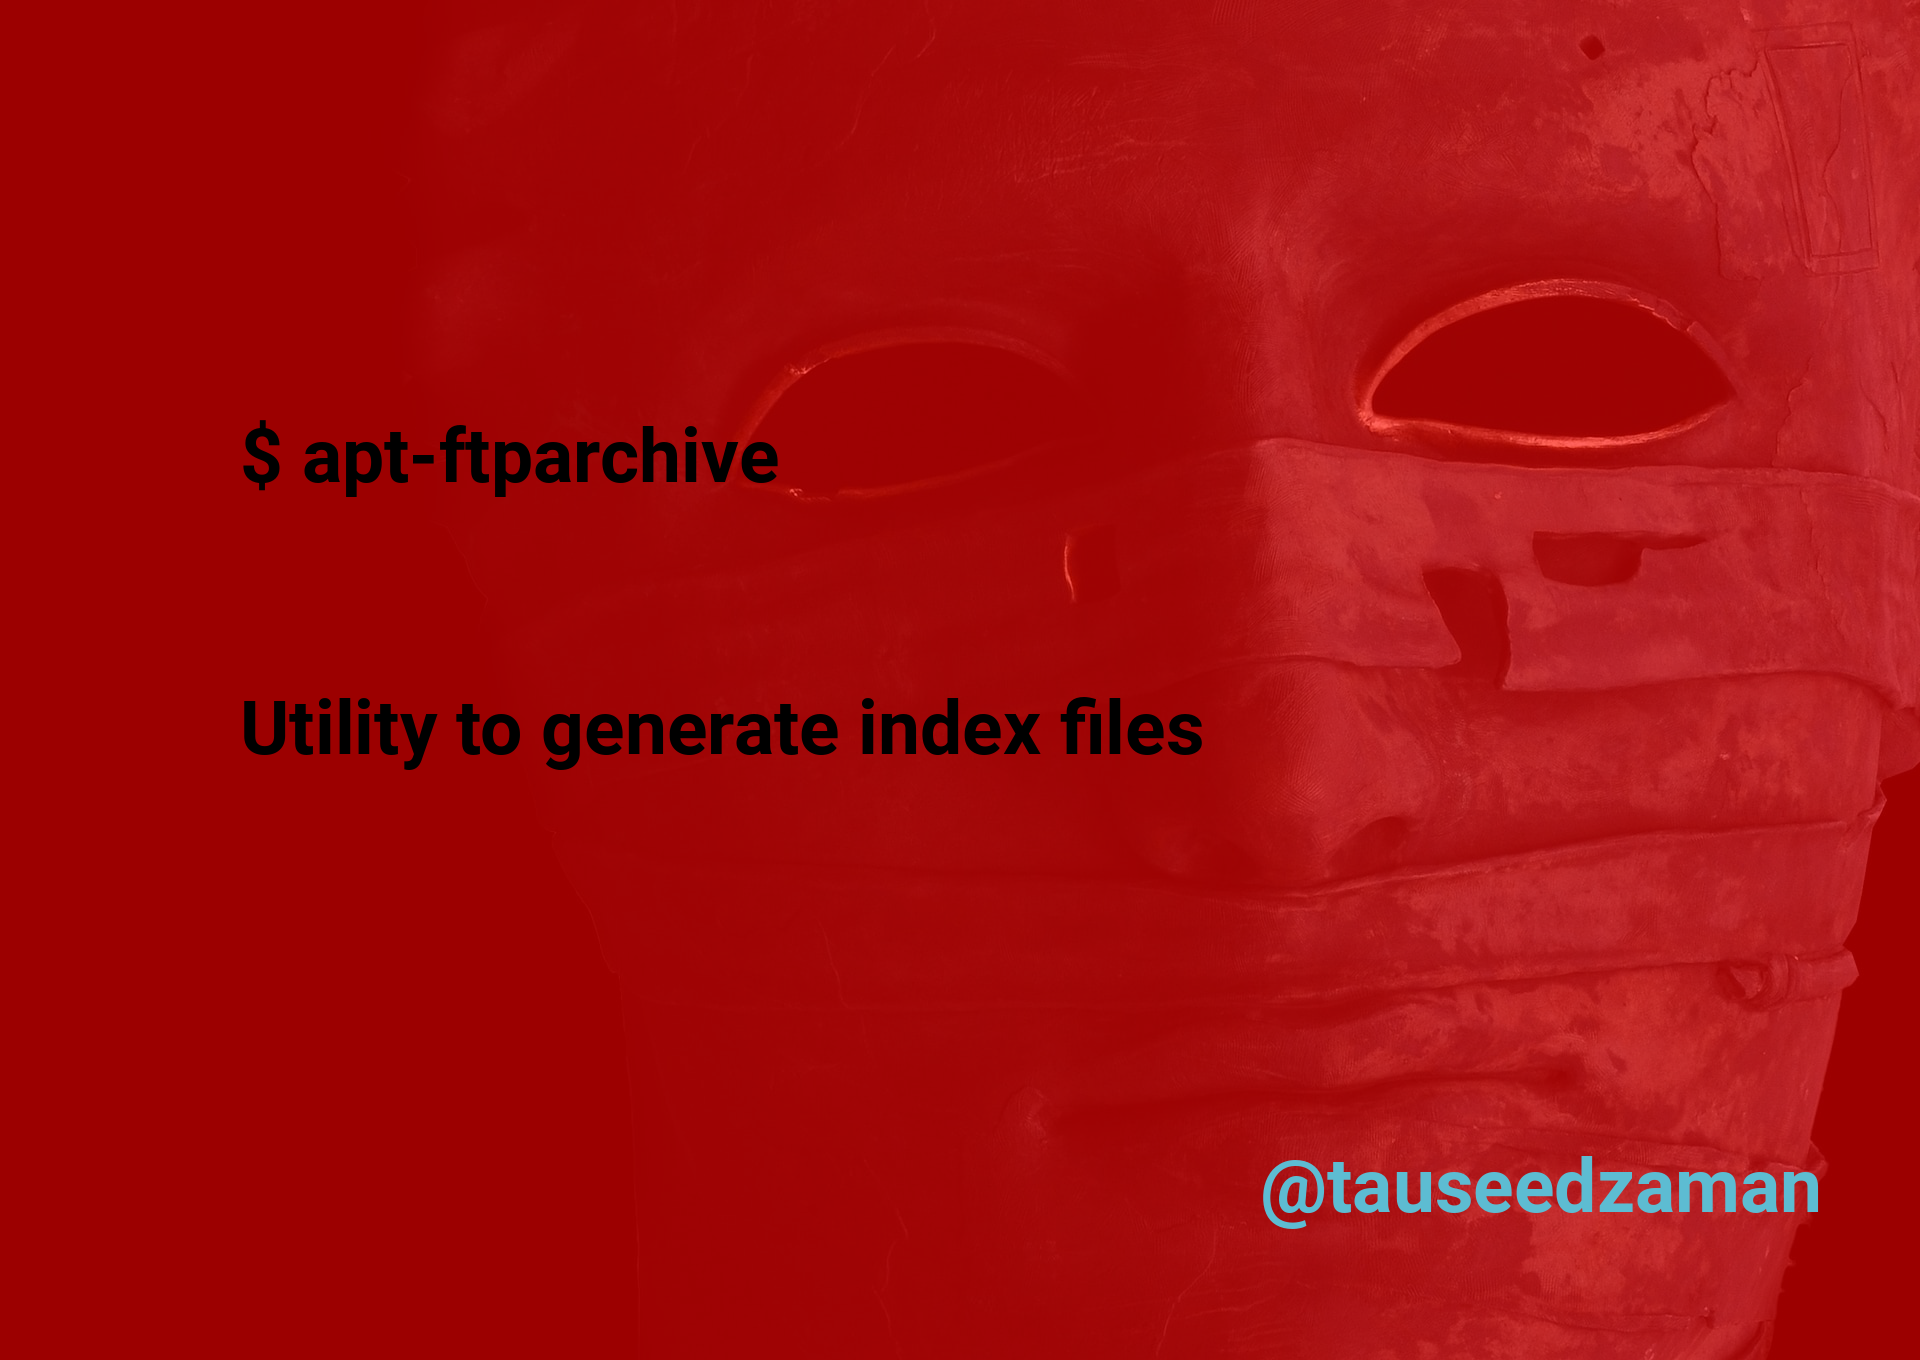 $ apt-ftparchive
Utility to generate index files
@tauseedzaman